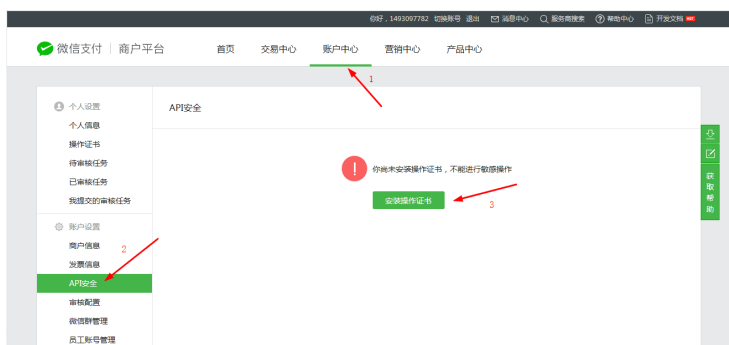 你好，1493097782 切换账号 退出 消息中心 服务商搜索 帮助中心 开发文档
微信支付 | 商户平台 首页 交易中心 账户中心 营销中心 产品中心
1
个人设置
API安全
个人信息
操作证书
待审核任务
你尚未安装操作证书，不能进行敏感操作
已审核任务
我提交的审核任务
安装操作证书
3
获取帮助
账户设置
商户信息
2
发票信息
API安全
审核配置
微信群管理
员工账号管理